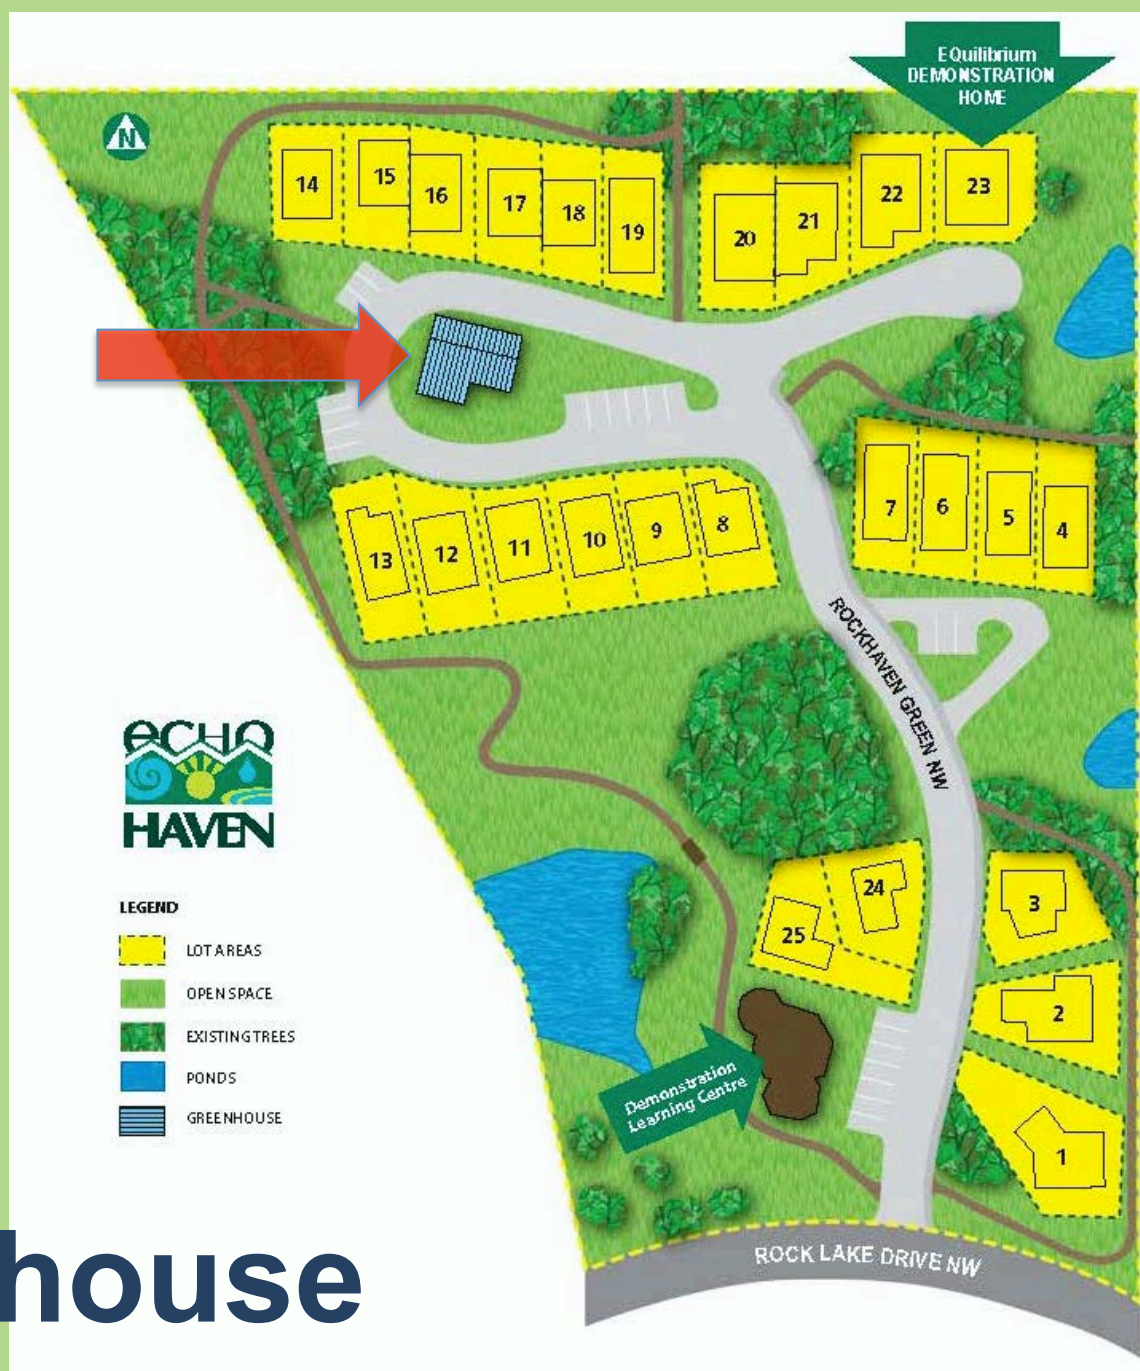 EQuilibrium
DEMONSTRATION
HOME
N
14
15
16
17
18
19
20
21
22
23
7
6
5
4
13
12
11
10
9
8
ROCKHAVEN GREEN NW
ECHO
HAVEN
LEGEND
LOT AREAS
OPEN SPACE
EXISTING TREES
PONDS
GREENHOUSE
24
25
3
2
1
Demonstration
Learning Centre
ROCK LAKE DRIVE NW
house